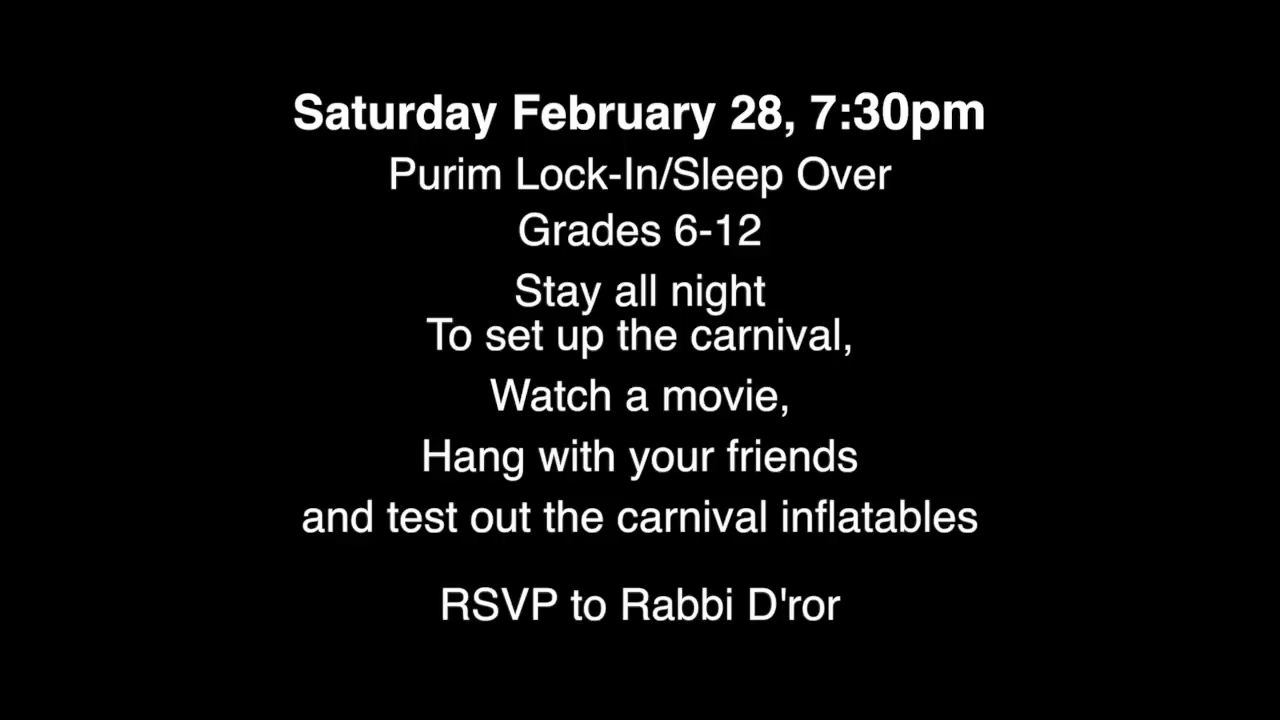 Saturday February 28, 7:30pm
Purim Lock-In/Sleep Over
Grades 6-12
Stay all night
To set up the carnival,
Watch a movie,
Hang with your friends
and test out the carnival inflatables
RSVP to Rabbi D'ror